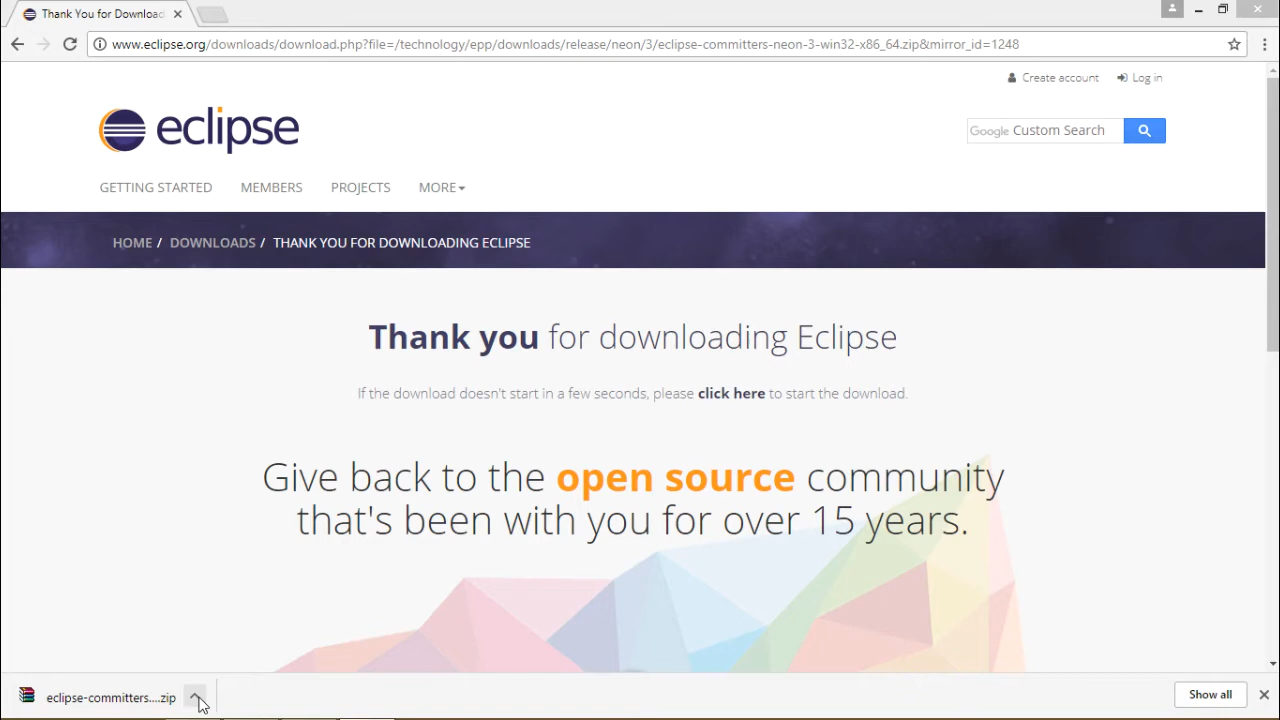 Thank You for Downloa
www.eclipse.org/downloads/download.php?file=/technology/epp/downloads/release/neon/3/eclipse-committers-neon-3-win32-x86_64.zip&mirror_id=1248
Create account Log in
eclipse
Google Custom Search
GETTING STARTED MEMBERS PROJECTS MORE
HOME / DOWNLOADS / THANK YOU FOR DOWNLOADING ECLIPSE
Thank you for downloading Eclipse
If the download doesn't start in a few seconds, please click here to start the download.
Give back to the open source community
that's been with you for over 15 years.
eclipse-committers....zip
Show all